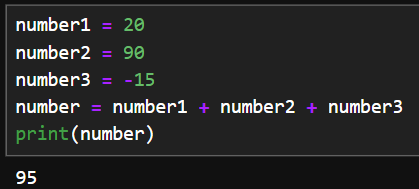 number1 = 20
number2 = 90
number3 = -15
number = number1 + number2 + number3
print(number)
95